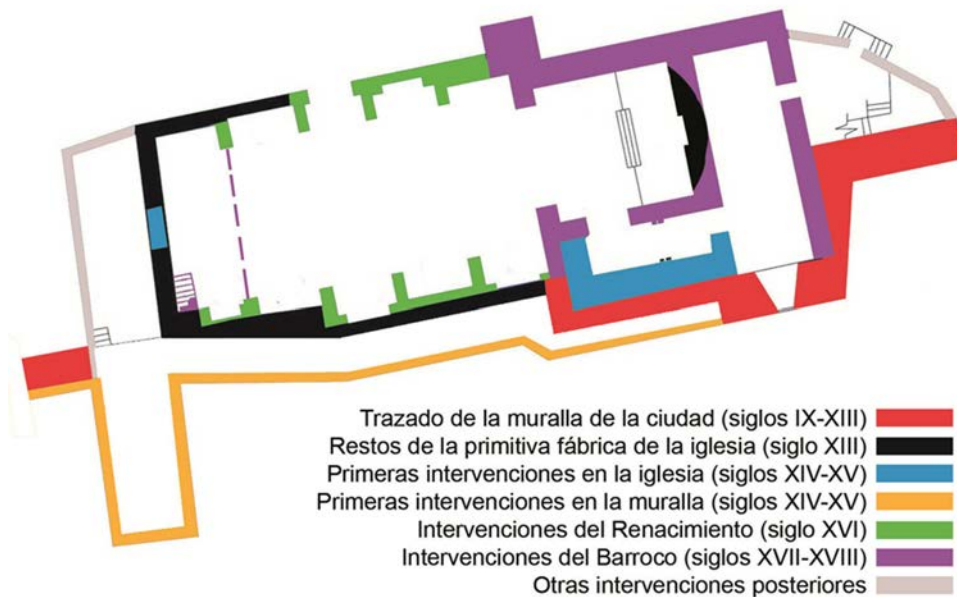 Trazado de la muralla de la ciudad (siglos IX-XIII)
Restos de la primitiva fábrica de la iglesia (siglo XIII)
Primeras intervenciones en la iglesia (siglos XIV-XV)
Primeras intervenciones en la muralla (siglos XIV-XV)
Intervenciones del Renacimiento (siglo XVI)
Intervenciones del Barroco (siglos XVII-XVIII)
Otras intervenciones posteriores